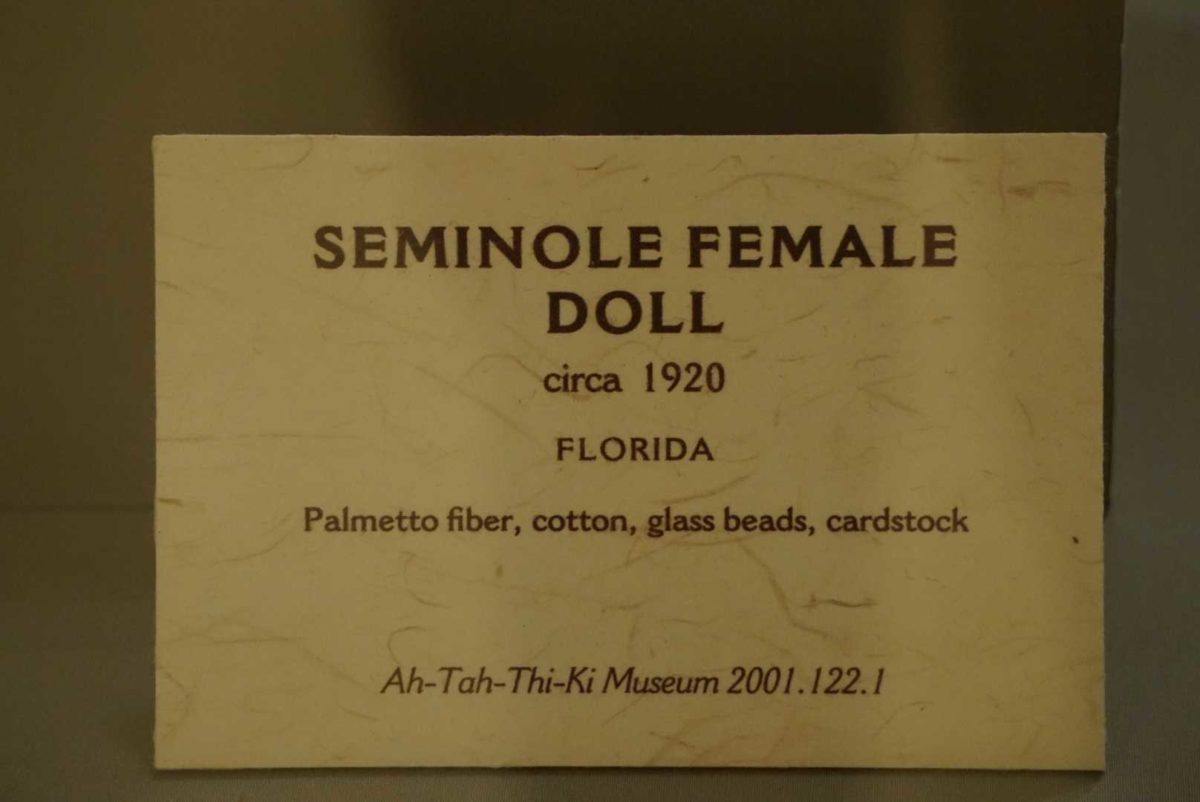 SEMINOLE FEMALE
DOLL
circa 1920
FLORIDA
Palmetto fiber, cotton, glass beads, cardstock
Ah-Tah-Thi-Ki Museum 2001.122.1